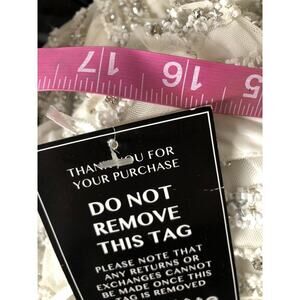 17 16 15
THANK YOU FOR
YOUR PURCHASE
DO NOT
REMOVE
THIS TAG
PLEASE NOTE THAT
ANY RETURNS OR
EXCHANGES CANNOT
BE MADE ONCE THIS
TAG IS REMOVED